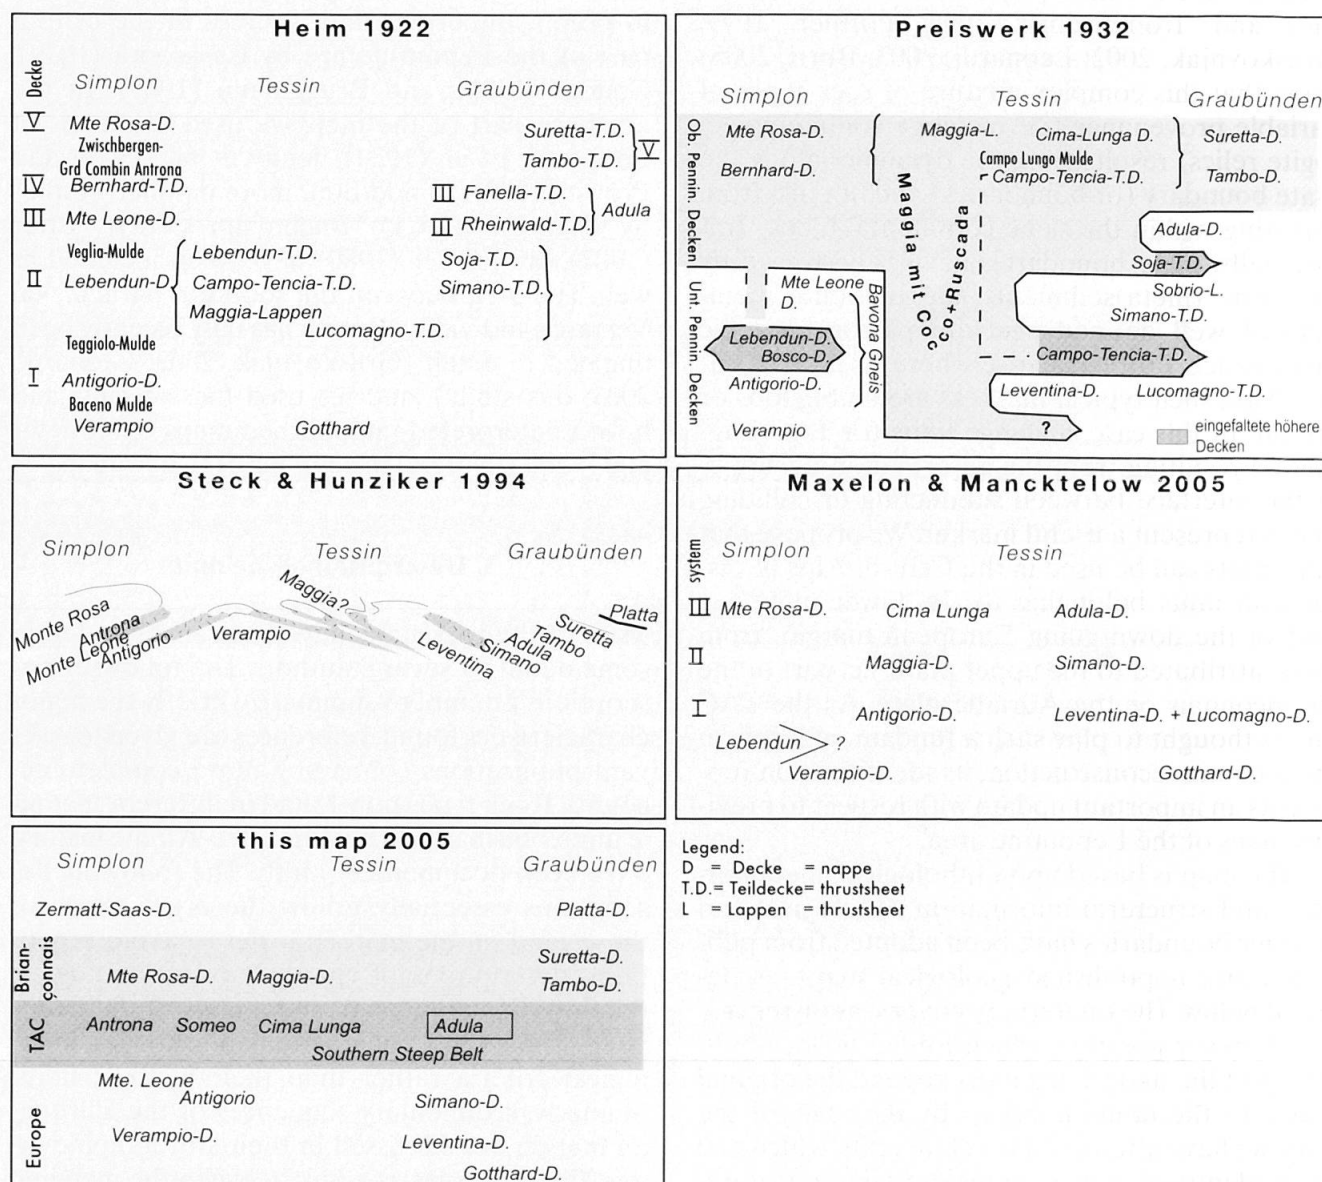 Heim 1922
Decke
Simplon Tessin Graubünden
V Mte Rosa-D.
Zwischbergen-
Grd Combin Antrona
IV Bernhard-T.D.
III Mte Leone-D.
Veglia-Mulde
II Lebendun-D.
Lebendun-T.D.
Campo-Tencia-T.D.
Maggia-Lappen
Lucomagno-T.D.
Teggiolo-Mulde
I Antigorio-D.
Baceno Mulde
Verampio Gotthard
Suretta-T.D.
Tambo-T.D.
V
III Fanella-T.D.
III Rheinwald-T.D.
Adula
Soja-T.D.
Simano-T.D.
Preiswerk 1932
Simplon Tessin Graubünden
Ob. Pennin. Decken
Mte Rosa-D.
Bernhard-D.
Maggia-L. Cima-Lunga D.
Campo Lungo Mulde
Campo-Tencia-T.D.
Suretta-D.
Tambo-D.
Maggia mit Coc
co+Ruscada
Adula-D.
Soja-T.D.
Sobrio-L.
Simano-T.D.
Unt. Pennin. Decken
Mte Leone
D.
Lebendun-D.
Bosco-D.
Antigorio-D.
Verampio
Bavona Gneis
Campo-Tencia-T.D.
Leventina-D. Lucomagno-T.D.
?
eingefaltete höhere
Decken
Steck & Hunziker 1994
Simplon Tessin Graubünden
Monte Rosa
Antrona
Monte Leone
Antigorio
Verampio
Maggia?
Leventina
Simano
Adula
Tambo
Suretta
Platta
Maxelon & Mancktelow 2005
System
Simplon Tessin
III Mte Rosa-D. Cima Lunga Adula-D.
II Maggia-D. Simano-D.
I Antigorio-D. Leventina-D. + Lucomagno-D.
Lebendun ?
Verampio-D. Gotthard-D.
this map 2005
Simplon Tessin Graubünden
Zermatt-Saas-D. Platta-D.
Brian-
çonnais
Mte Rosa-D. Maggia-D.
Suretta-D.
Tambo-D.
TAC
Antrona Someo Cima Lunga Adula
Southern Steep Belt
Europe
Mte. Leone
Antigorio
Simano-D.
Verampio-D. Leventina-D.
Gotthard-D.
Legend:
D = Decke = nappe
T.D.= Teildecke= thrustsheet
L = Lappen = thrustsheet